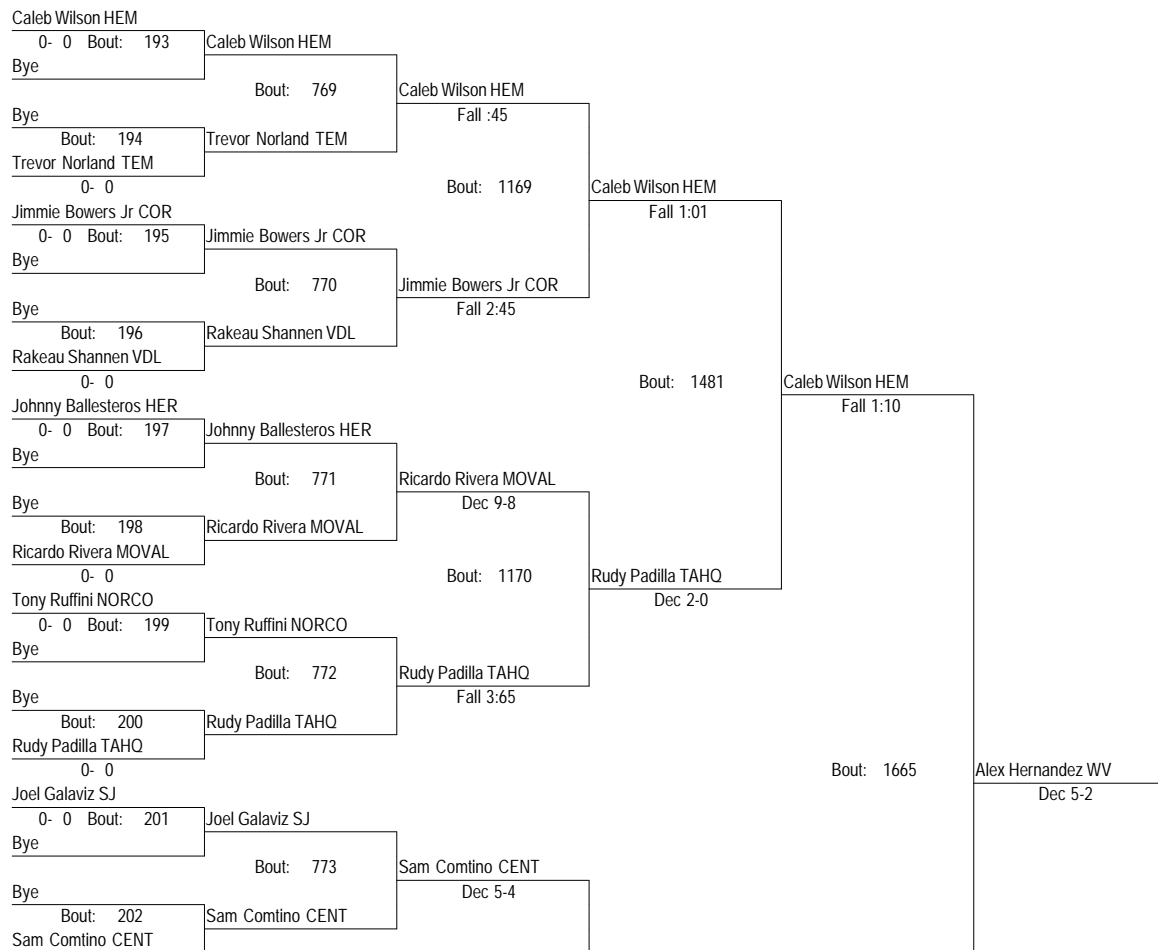 Caleb Wilson HEM
0- 0 Bout: 193 Caleb Wilson HEM
Bye
Bout: 769 Caleb Wilson HEM
Bye Fall :45
Bout: 194 Trevor Norland TEM
Trevor Norland TEM
0- 0 Bout: 1169 Caleb Wilson HEM
Jimmie Bowers Jr COR Fall 1:01
0- 0 Bout: 195 Jimmie Bowers Jr COR
Bye
Bout: 770 Jimmie Bowers Jr COR
Bye Fall 2:45
Bout: 196 Rakeau Shannen VDL
Rakeau Shannen VDL
0- 0 Bout: 1481 Caleb Wilson HEM
Johnny Ballesteros HER Fall 1:10
0- 0 Bout: 197 Johnny Ballesteros HER
Bye
Bout: 771 Ricardo Rivera MOVAL
Bye Dec 9-8
Bout: 198 Ricardo Rivera MOVAL
Ricardo Rivera MOVAL
0- 0 Bout: 1170 Rudy Padilla TAHQ
Tony Ruffini NORCO Dec 2-0
0- 0 Bout: 199 Tony Ruffini NORCO
Bye
Bout: 772 Rudy Padilla TAHQ
Bye Fall 3:65
Bout: 200 Rudy Padilla TAHQ
Rudy Padilla TAHQ
0- 0 Bout: 1665 Alex Hernandez WV
Joel Galaviz SJ Dec 5-2
0- 0 Bout: 201 Joel Galaviz SJ
Bye
Bout: 773 Sam Comtino CENT
Bye Dec 5-4
Bout: 202 Sam Comtino CENT
Sam Comtino CENT